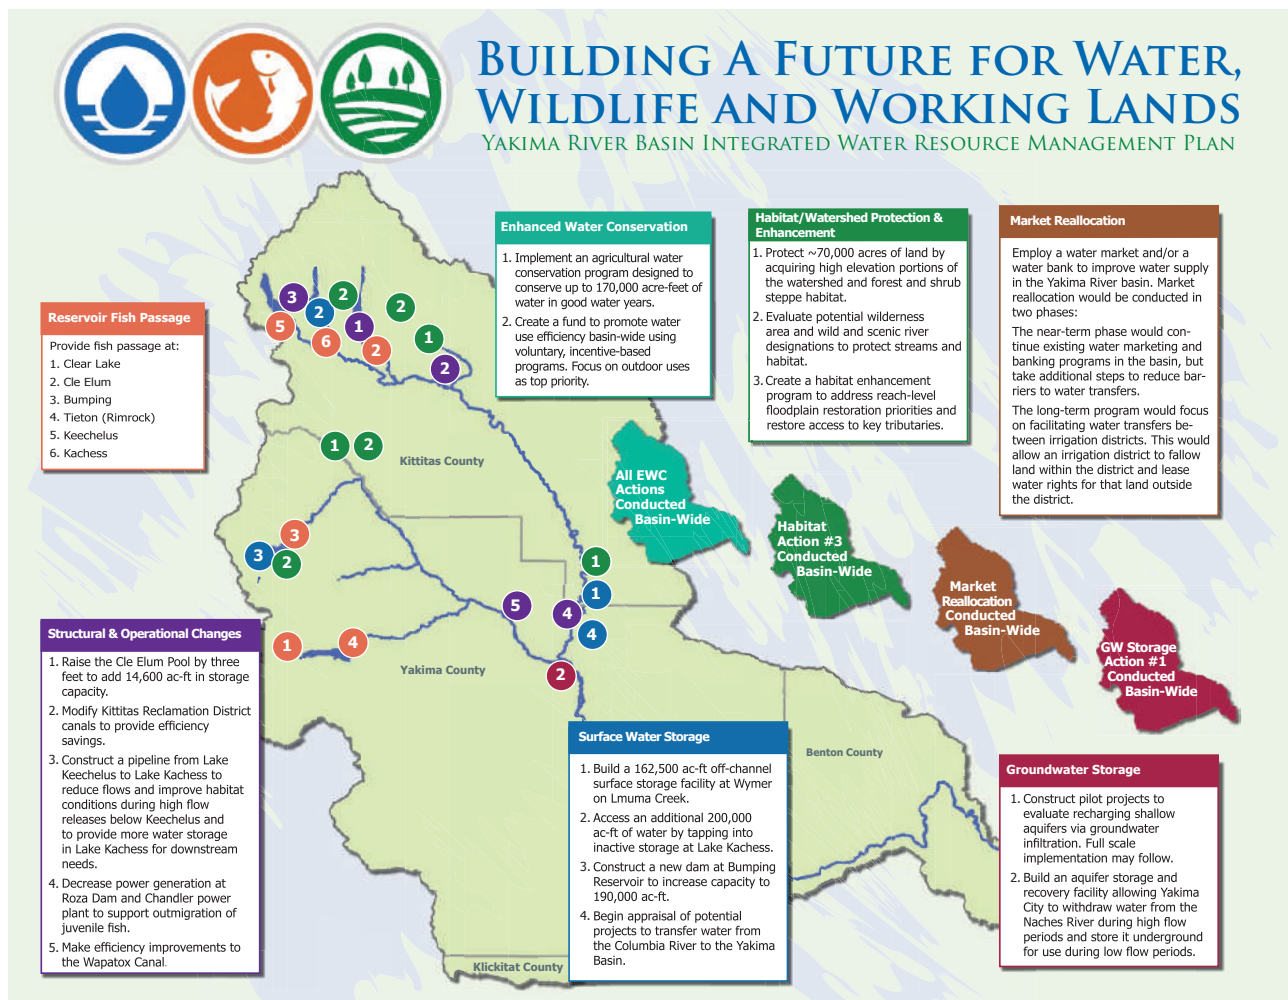 BUILDING A FUTURE FOR WATER,
WILDLIFE AND WORKING LANDS
YAKIMA RIVER BASIN INTEGRATED WATER RESOURCE MANAGEMENT PLAN
Reservoir Fish Passage
Provide fish passage at:
1. Clear Lake
2. Cle Elum
3. Bumping
4. Tieton (Rimrock)
5. Keechelus
6. Kachess
Enhanced Water Conservation
1. Implement an agricultural water
conservation program designed to
conserve up to 170,000 acre-feet of
water in good water years.
2. Create a fund to promote water
use efficiency basin-wide using
voluntary, incentive-based
programs. Focus on outdoor uses
as top priority.
Habitat/Watershed Protection &
Enhancement
1. Protect ~70,000 acres of land by
acquiring high elevation portions of
the watershed and forest and shrub
steppe habitat.
2. Evaluate potential wilderness
area and wild and scenic river
designations to protect streams and
habitat.
3. Create a habitat enhancement
program to address reach-level
floodplain restoration priorities and
restore access to key tributaries.
Market Reallocation
Employ a water market and/or a
water bank to improve water supply
in the Yakima River basin. Market
reallocation would be conducted in
two phases:
The near-term phase would con-
tinue existing water marketing and
banking programs in the basin, but
take additional steps to reduce bar-
riers to water transfers.
The long-term program would focus
on facilitating water transfers be-
tween irrigation districts. This would
allow an irrigation district to fallow
land within the district and lease
water rights for that land outside
the district.
3
2
2
2
5
1
6
2
1
2
1
2
Kittitas County
3
3
2
1
1
5
4
4
1
4
2
Yakima County
Benton County
Klickitat County
All EWC
Actions
Conducted
Basin-Wide
Habitat
Action #3
Conducted
Basin-Wide
Market
Reallocation
Conducted
Basin-Wide
GW Storage
Action #1
Conducted
Basin-Wide
Structural & Operational Changes
1. Raise the Cle Elum Pool by three
feet to add 14,600 ac-ft in storage
capacity.
2. Modify Kittitas Reclamation District
canals to provide efficiency
savings.
3. Construct a pipeline from Lake
Keechelus to Lake Kachess to
reduce flows and improve habitat
conditions during high flow
releases below Keechelus and
to provide more water storage
in Lake Kachess for downstream
needs.
4. Decrease power generation at
Roza Dam and Chandler power
plant to support outmigration of
juvenile fish.
5. Make efficiency improvements to
the Wapatox Canal.
Surface Water Storage
1. Build a 162,500 ac-ft off-channel
surface storage facility at Wymer
on Lmuma Creek.
2. Access an additional 200,000
ac-ft of water by tapping into
inactive storage at Lake Kachess.
3. Construct a new dam at Bumping
Reservoir to increase capacity to
190,000 ac-ft.
4. Begin appraisal of potential
projects to transfer water from
the Columbia River to the Yakima
Basin.
Groundwater Storage
1. Construct pilot projects to
evaluate recharging shallow
aquifers via groundwater
infiltration. Full scale
implementation may follow.
2. Build an aquifer storage and
recovery facility allowing Yakima
City to withdraw water from the
Naches River during high flow
periods and store it underground
for use during low flow periods.